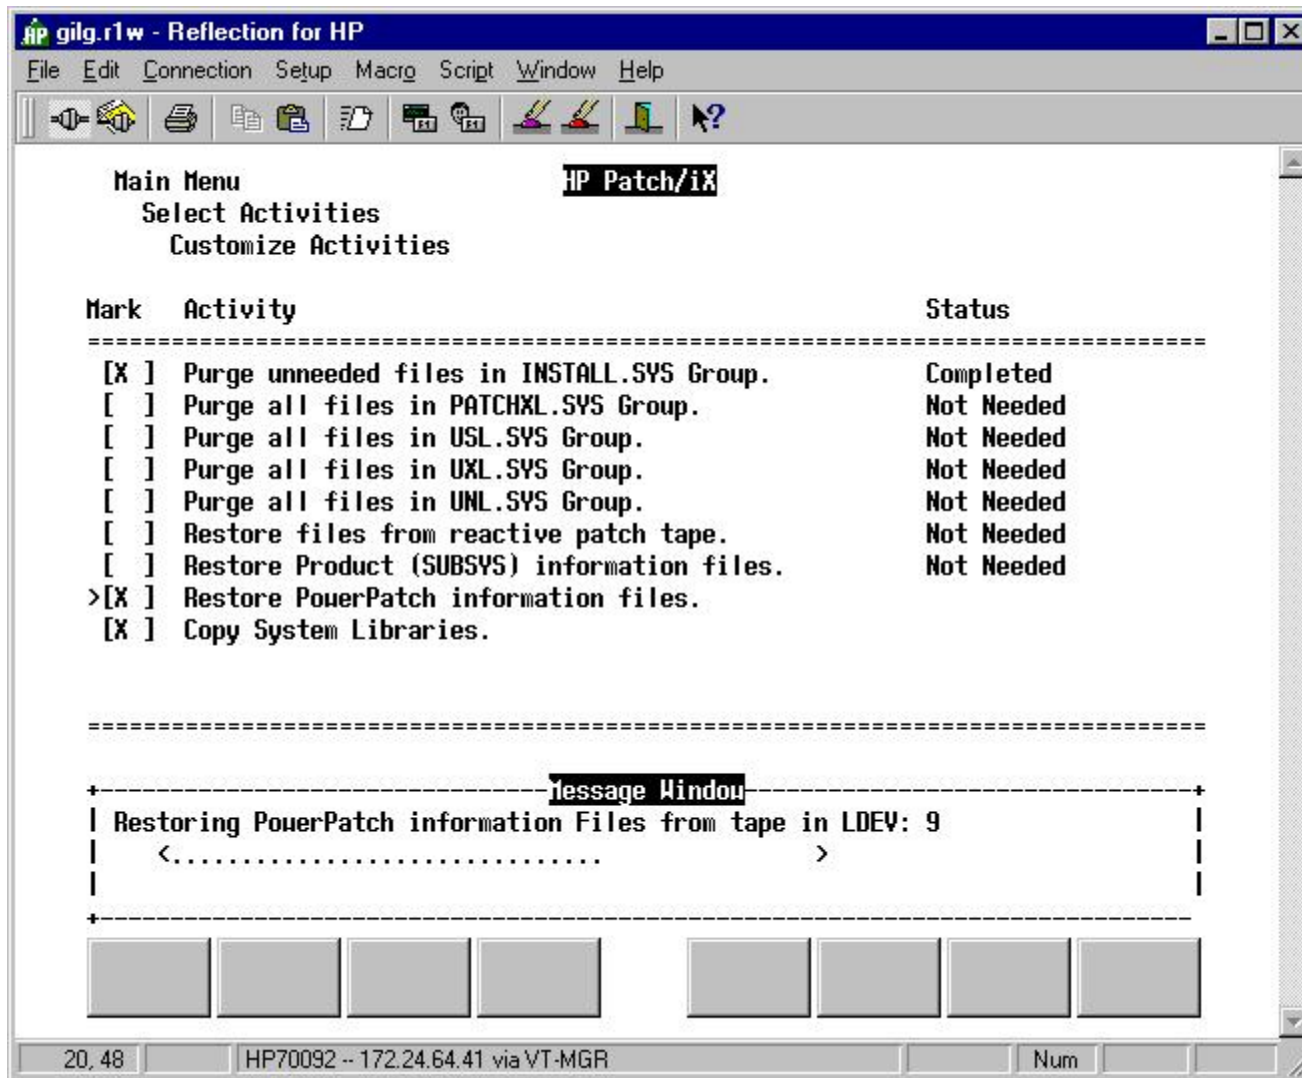 gilg.r1w - Reflection for HP
File Edit Connection Setup Macro Script Window Help
Main Menu HP Patch/iX
Select Activities
Customize Activities
Mark Activity Status
================================================================================
[X ] Purge unneeded files in INSTALL.SYS Group. Completed
[ ] Purge all files in PATCHXL.SYS Group. Not Needed
[ ] Purge all files in USL.SYS Group. Not Needed
[ ] Purge all files in UXL.SYS Group. Not Needed
[ ] Purge all files in UNL.SYS Group. Not Needed
[ ] Restore files from reactive patch tape. Not Needed
[ ] Restore Product (SUBSYS) information files. Not Needed
>[X ] Restore PowerPatch information files.
[X ] Copy System Libraries.
================================================================================
Message Window
Restoring PowerPatch information Files from tape in LDEV: 9
<............................... >
20, 48 HP70092 -- 172.24.64.41 via VT-MGR Num